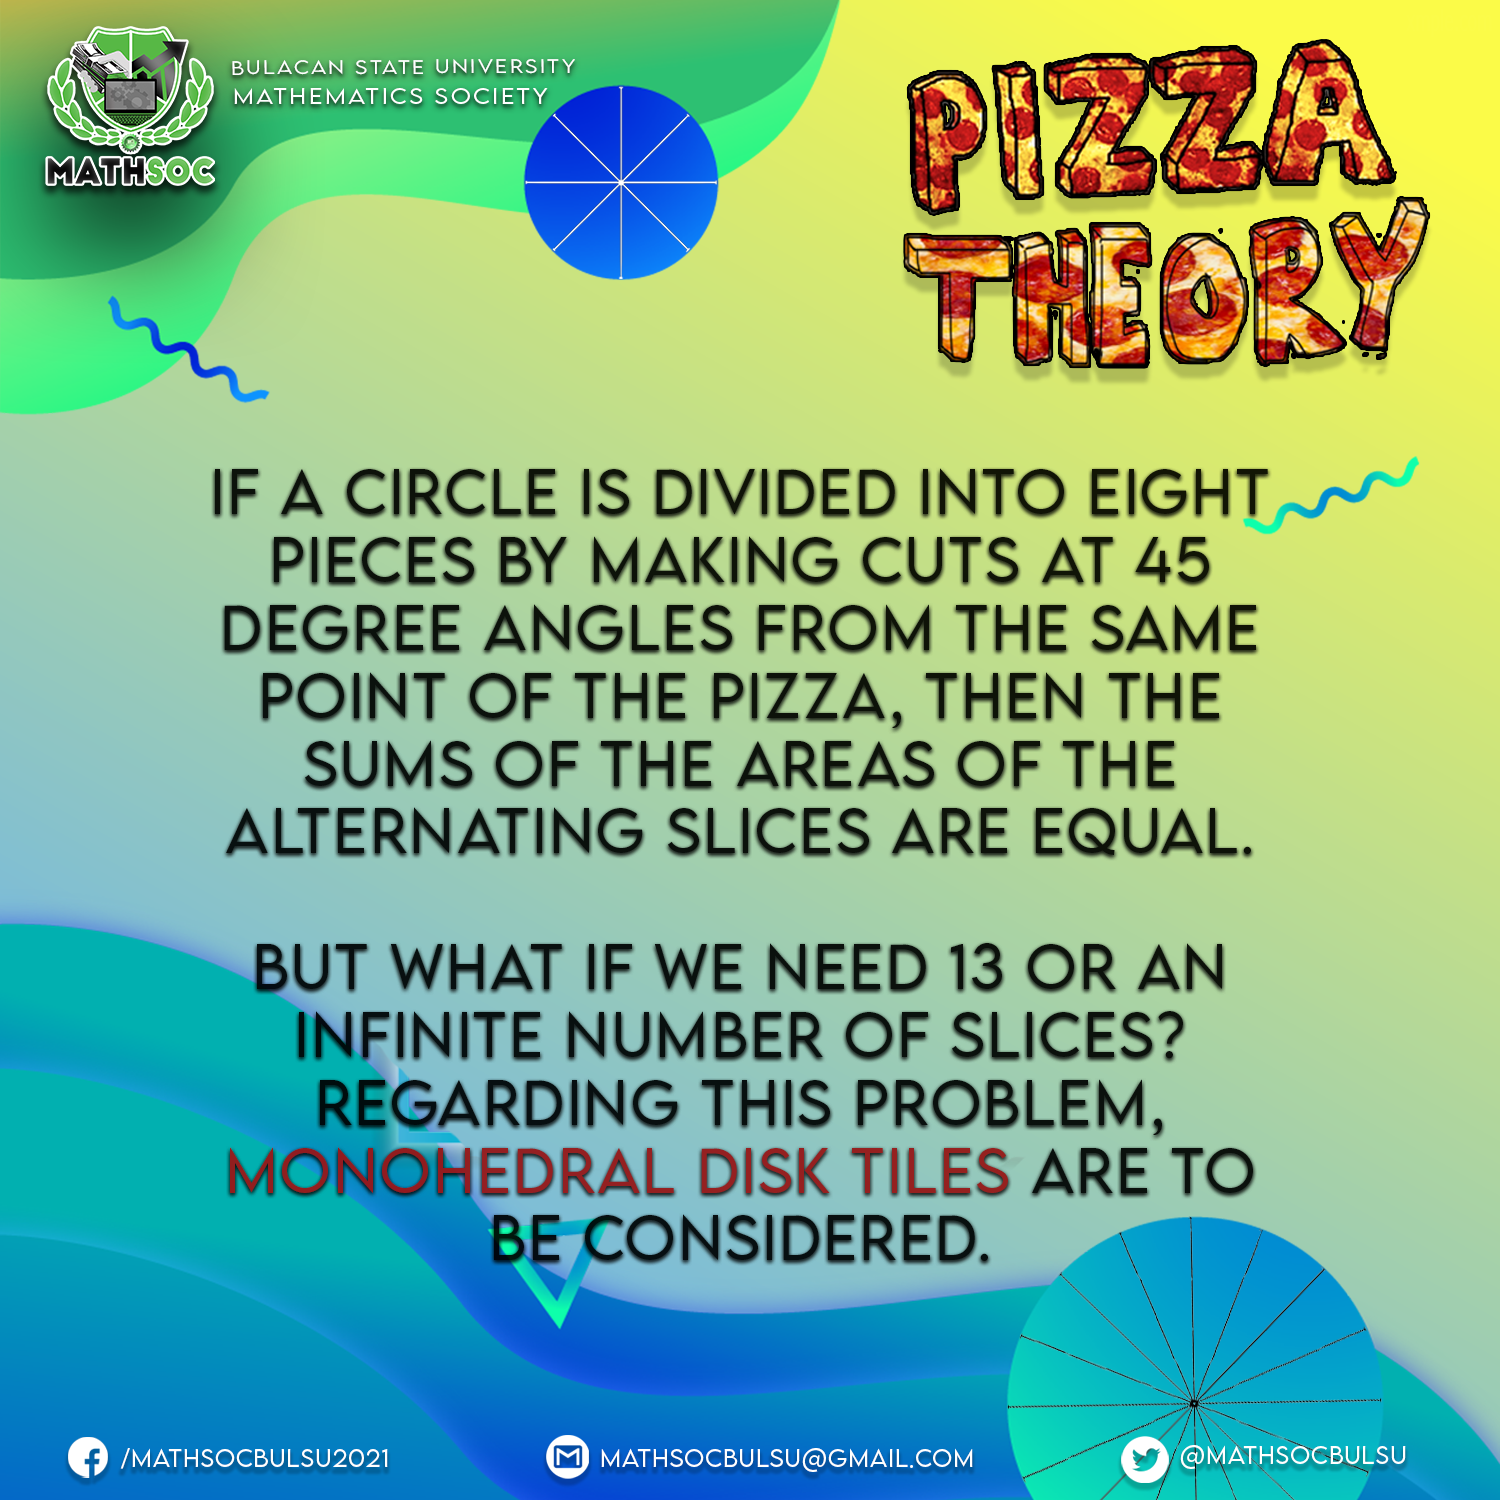 BULACAN STATE UNIVERSITY
MATHEMATICS SOCIETY
MATHSOC
PIZZA
THEORY
IF A CIRCLE IS DIVIDED INTO EIGHT
PIECES BY MAKING CUTS AT 45
DEGREE ANGLES FROM THE SAME
POINT OF THE PIZZA, THEN THE
SUMS OF THE AREAS OF THE
ALTERNATING SLICES ARE EQUAL.
BUT WHAT IF WE NEED 13 OR AN
INFINITE NUMBER OF SLICES?
REGARDING THIS PROBLEM,
MONOHEDRAL DISK TILES ARE TO
BE CONSIDERED.
/MATHSOCBULSU2021
MATHSOCBULSU@GMAIL.COM
@MATHSOCBULSU